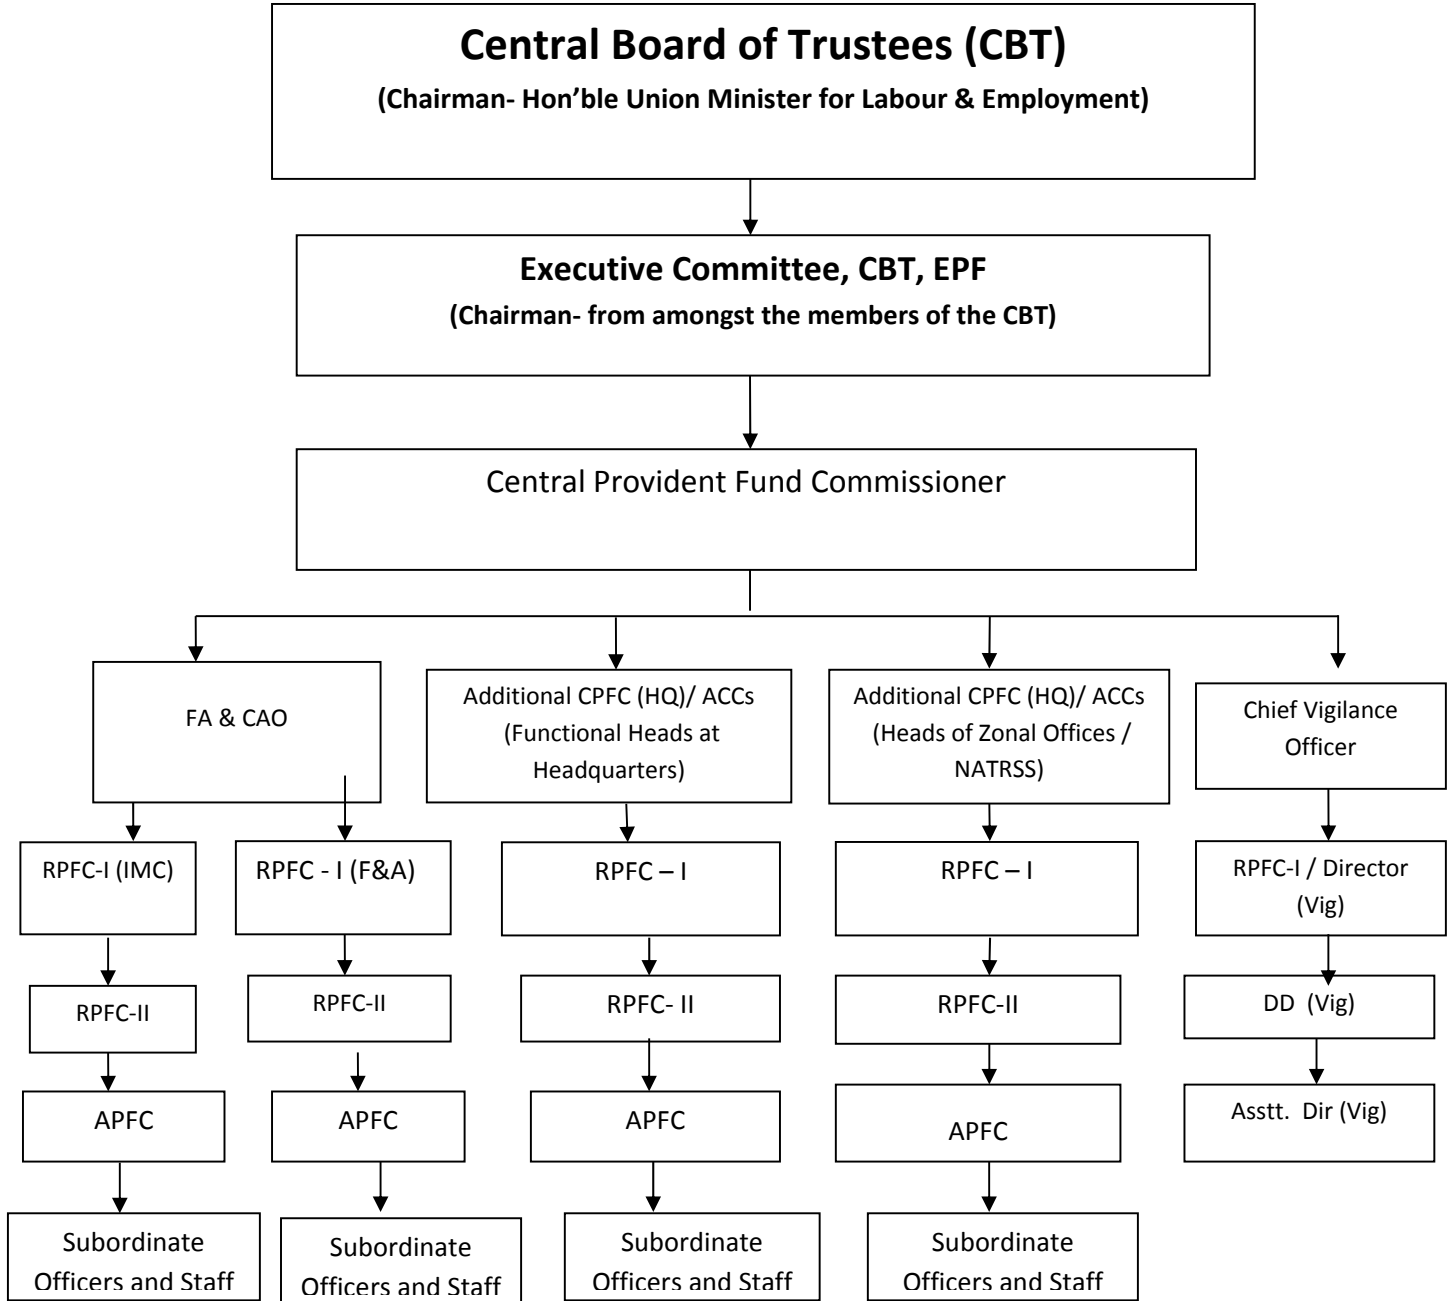 Central Board of Trustees (CBT)
(Chairman- Hon’ble Union Minister for Labour & Employment)
Executive Committee, CBT, EPF
(Chairman- from amongst the members of the CBT)
Central Provident Fund Commissioner
FA & CAO
Additional CPFC (HQ)/ ACCs
(Functional Heads at
Headquarters)
Additional CPFC (HQ)/ ACCs
(Heads of Zonal Offices /
NATRSS)
Chief Vigilance
Officer
RPFC-I (IMC)
RPFC - I (F&A)
RPFC – I
RPFC – I
RPFC-I / Director
(Vig)
RPFC-II
RPFC-II
RPFC- II
RPFC-II
DD (Vig)
APFC
APFC
APFC
APFC
Asstt. Dir (Vig)
Subordinate
Officers and Staff
Subordinate
Officers and Staff
Subordinate
Officers and Staff
Subordinate
Officers and Staff